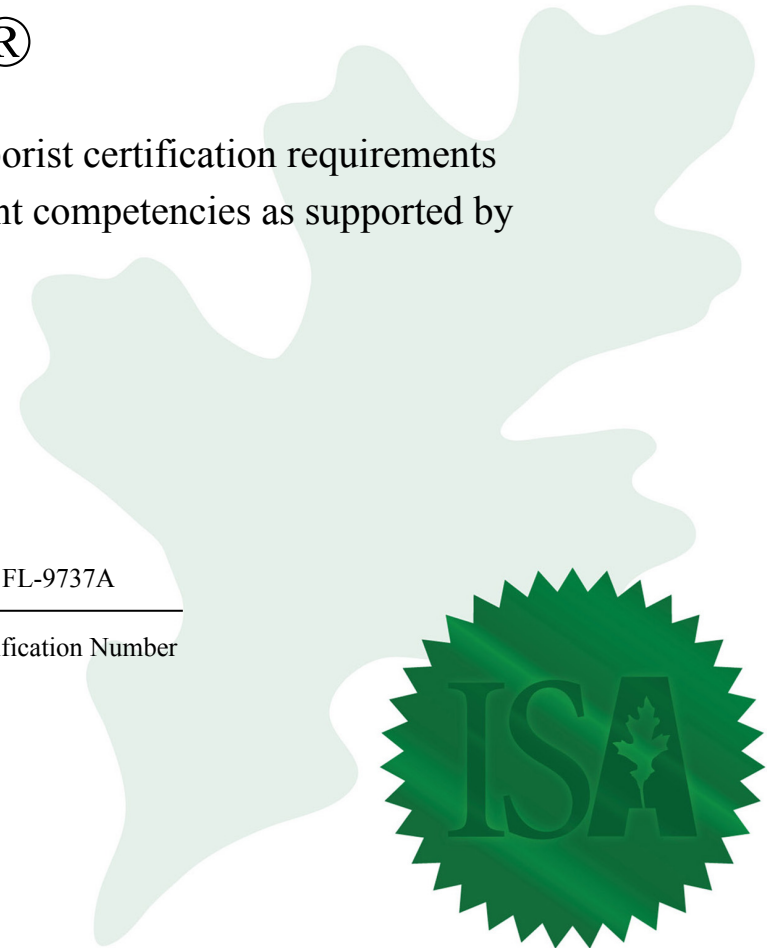 ®
orist certification requirements
nt competencies as supported by
FL-9737A
fication Number
ISA